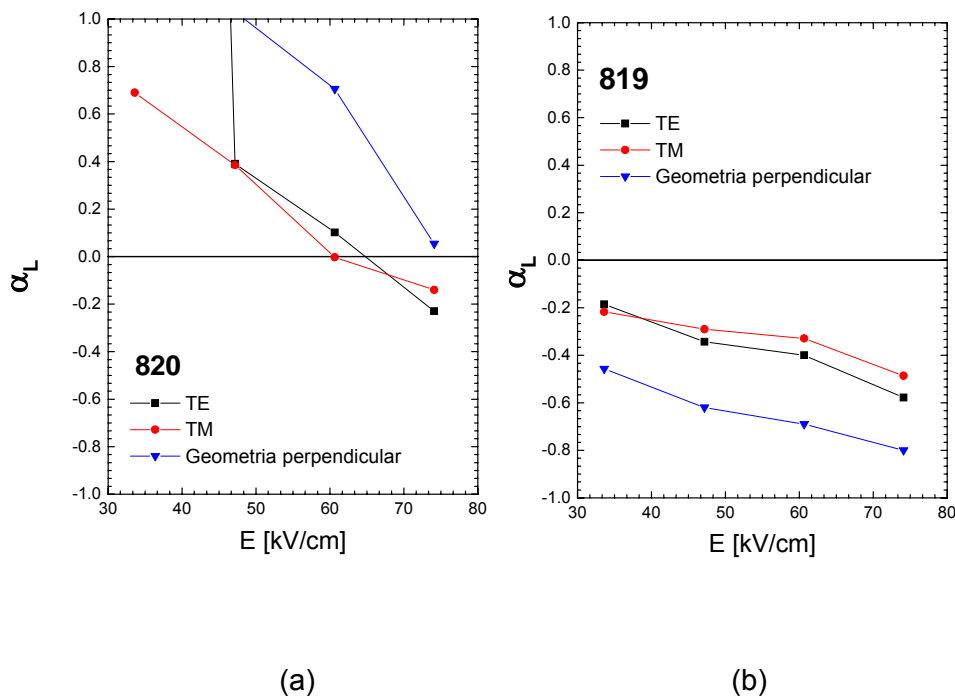 1.0
0.8
0.6
0.4
0.2
0.0
-0.2
-0.4
-0.6
-0.8
-1.0
αL
820
TE
TM
Geometria perpendicular
30 40 50 60 70 80
E [kV/cm]
(a)
1.0
0.8
0.6
0.4
0.2
0.0
-0.2
-0.4
-0.6
-0.8
-1.0
αL
819
TE
TM
Geometria perpendicular
30 40 50 60 70 80
E [kV/cm]
(b)